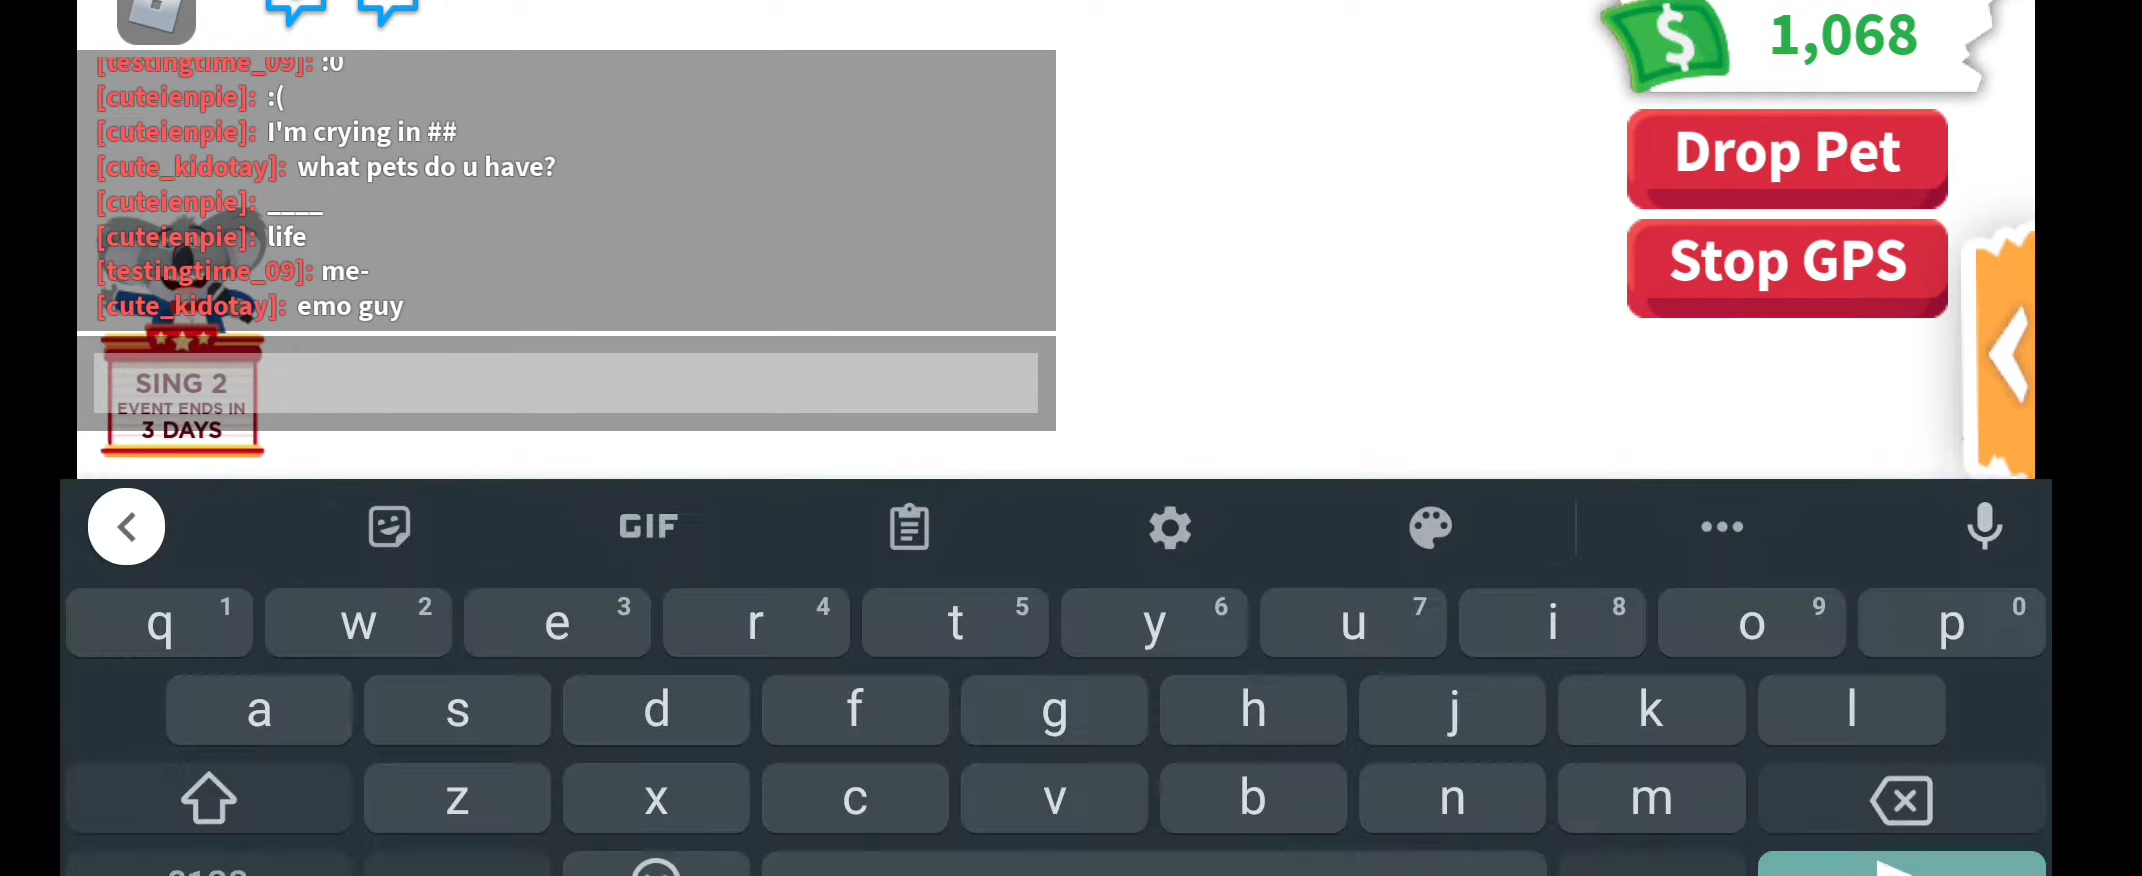 1,068
[testingtime_09]: :0
[cuteienpie]: :(
[cuteienpie]: I'm crying in ##
[cute_kidotay]: what pets do u have?
[cuteienpie]: ____
[cuteienpie]: life
[testingtime_09]: me-
[cute_kidotay]: emo guy
Drop Pet
Stop GPS
SING 2
EVENT ENDS IN
3 DAYS
GIF
q 1 w 2 e 3 r 4 t 5 y 6 u 7 i 8 o 9 p 0
a s d f g h j k l
z x c v b n m